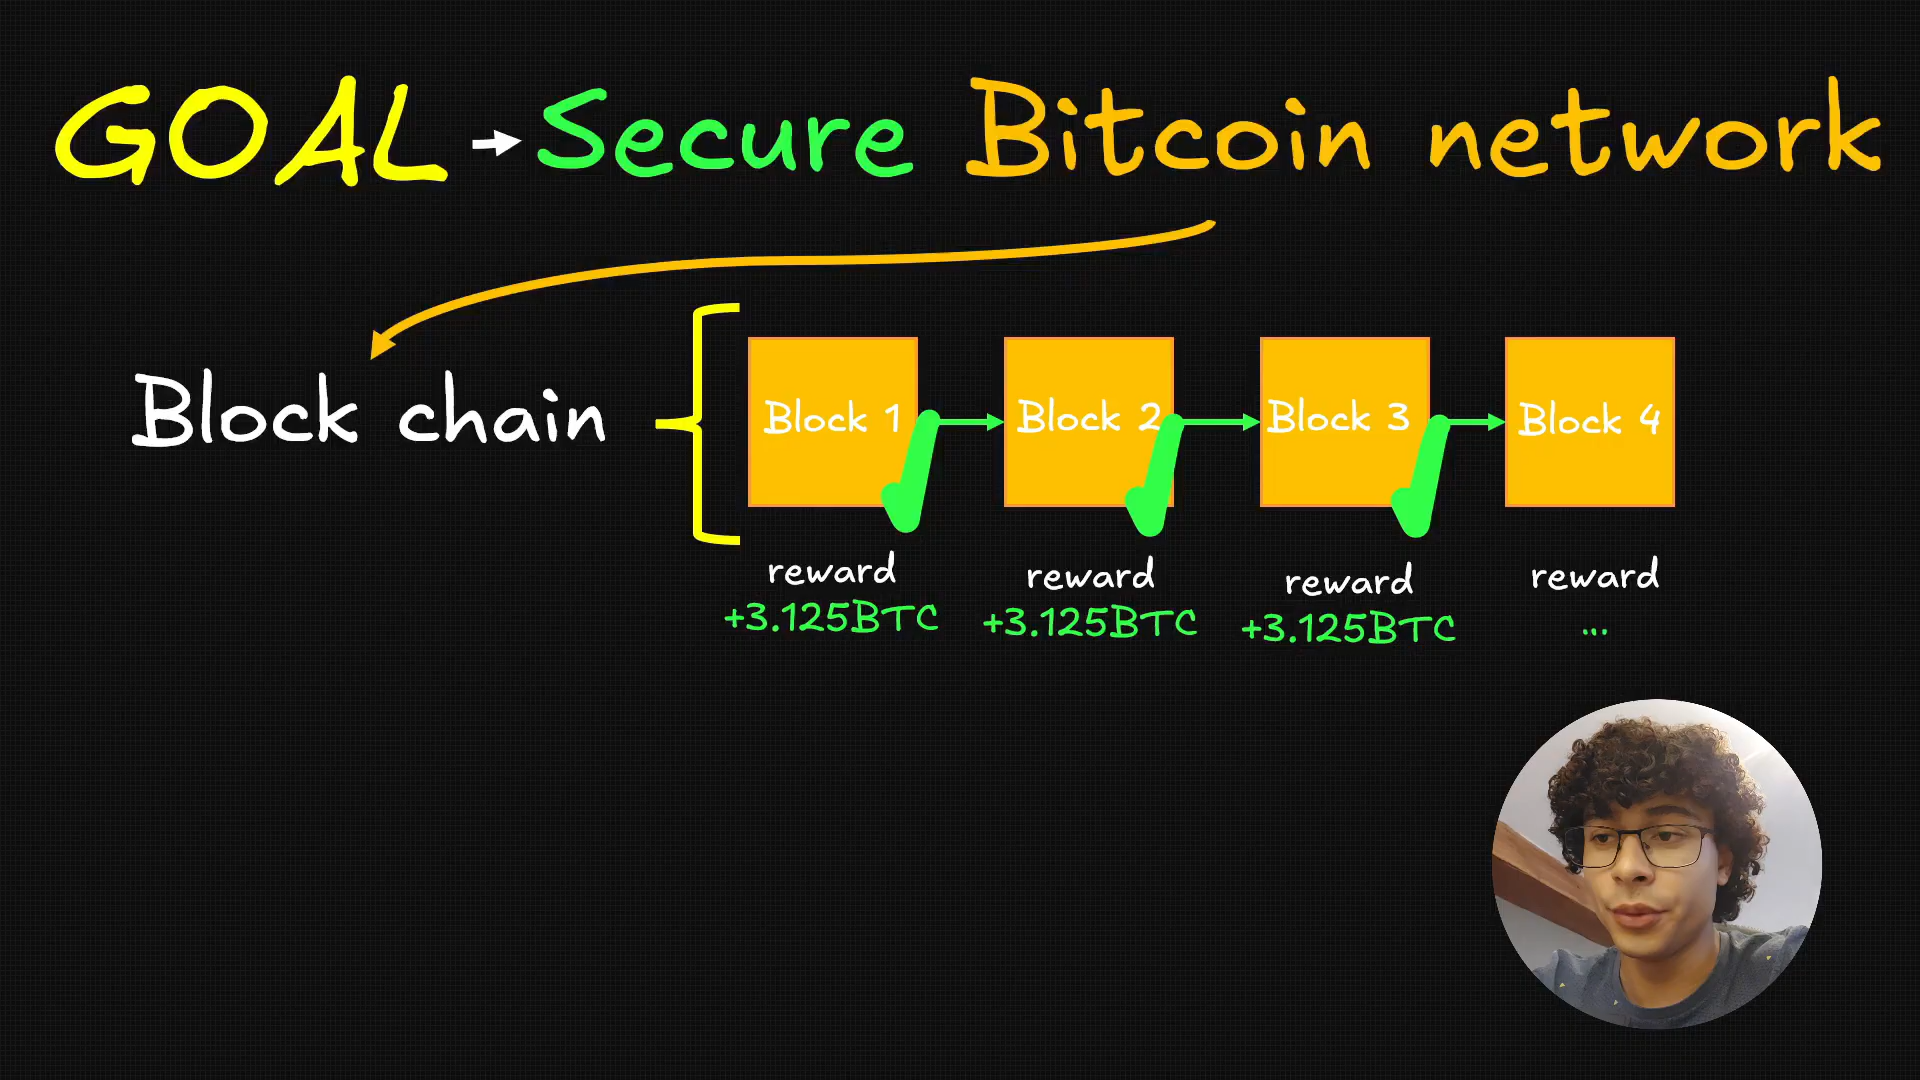 GOAL Secure Bitcoin network
Block chain
Block 1
Block 2
Block 3
Block 4
reward
+3.125BTC
reward
+3.125BTC
reward
+3.125BTC
reward
...